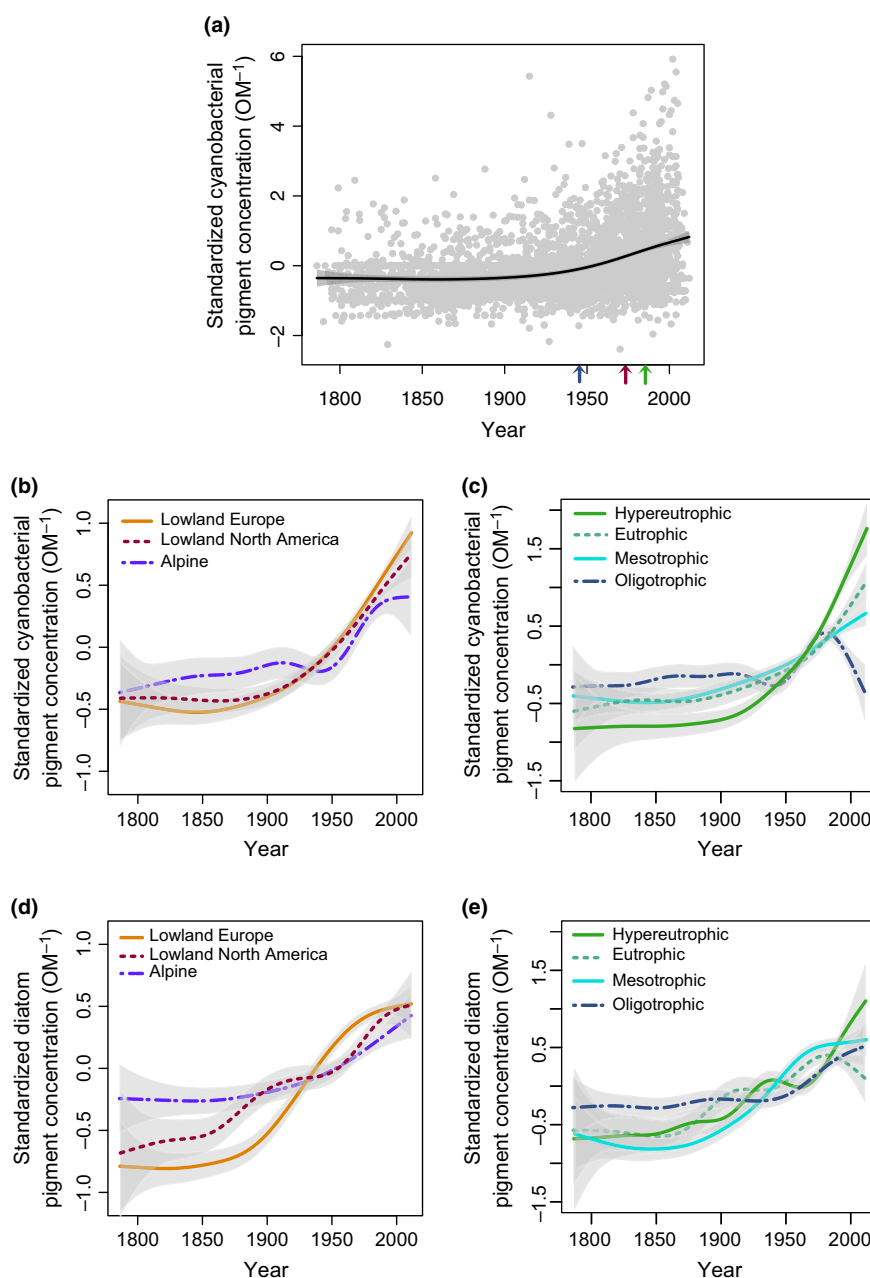 (a)
Standardized cyanobacterial
pigment concentration (OM−1)
6
4
2
0
−2
1800 1850 1900 1950 2000
Year
(b)
Standardized cyanobacterial
pigment concentration (OM−1)
1.0
0.5
0.0
−0.5
−1.0
Lowland Europe
Lowland North America
Alpine
1800 1850 1900 1950 2000
Year
(c)
Standardized cyanobacterial
pigment concentration (OM−1)
1.5
0.5
−0.5
−1.5
Hypereutrophic
Eutrophic
Mesotrophic
Oligotrophic
1800 1850 1900 1950 2000
Year
(d)
Standardized diatom
pigment concentration (OM−1)
1.0
0.5
0.0
−0.5
−1.0
Lowland Europe
Lowland North America
Alpine
1800 1850 1900 1950 2000
Year
(e)
Standardized diatom
pigment concentration (OM−1)
1.5
0.5
−0.5
−1.5
Hypereutrophic
Eutrophic
Mesotrophic
Oligotrophic
1800 1850 1900 1950 2000
Year